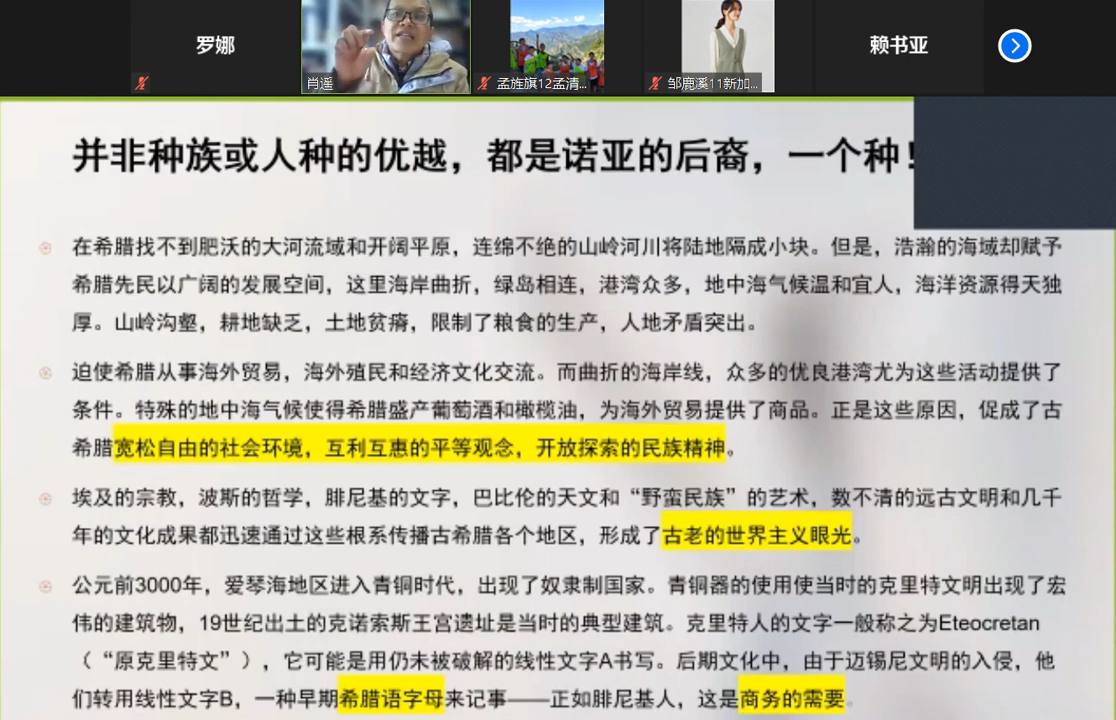 罗娜
肖遥
孟旌旗12孟清...
邹鹿溪11新加...
赖书亚
并非种族或人种的优越，都是诺亚的后裔，一个种！
在希腊找不到肥沃的大河流域和开阔平原，连绵不绝的山岭河川将陆地隔成小块。但是，浩瀚的海域却赋予
希腊先民以广阔的发展空间，这里海岸曲折，绿岛相连，港湾众多，地中海气候温和宜人，海洋资源得天独
厚。山岭沟壑，耕地缺乏，土地贫瘠，限制了粮食的生产，人地矛盾突出。
迫使希腊从事海外贸易，海外殖民和经济文化交流。而曲折的海岸线，众多的优良港湾尤为这些活动提供了
条件。特殊的地中海气候使得希腊盛产葡萄酒和橄榄油，为海外贸易提供了商品。正是这些原因，促成了古
希腊宽松自由的社会环境，互利互惠的平等观念，开放探索的民族精神。
埃及的宗教，波斯的哲学，腓尼基的文字，巴比伦的天文和“野蛮民族”的艺术，数不清的远古文明和几千
年的文化成果都迅速通过这些根系传播古希腊各个地区，形成了古老的世界主义眼光。
公元前3000年，爱琴海地区进入青铜时代，出现了奴隶制国家。青铜器的使用使当时的克里特文明出现了宏
伟的建筑物，19世纪出土的克诺索斯王宫遗址是当时的典型建筑。克里特人的文字一般称之为Eteocretan
（“原克里特文”），它可能是用仍未被破解的线性文字A书写。后期文化中，由于迈锡尼文明的入侵，他
们转用线性文字B，一种早期希腊语字母来记事——正如腓尼基人，这是商务的需要。